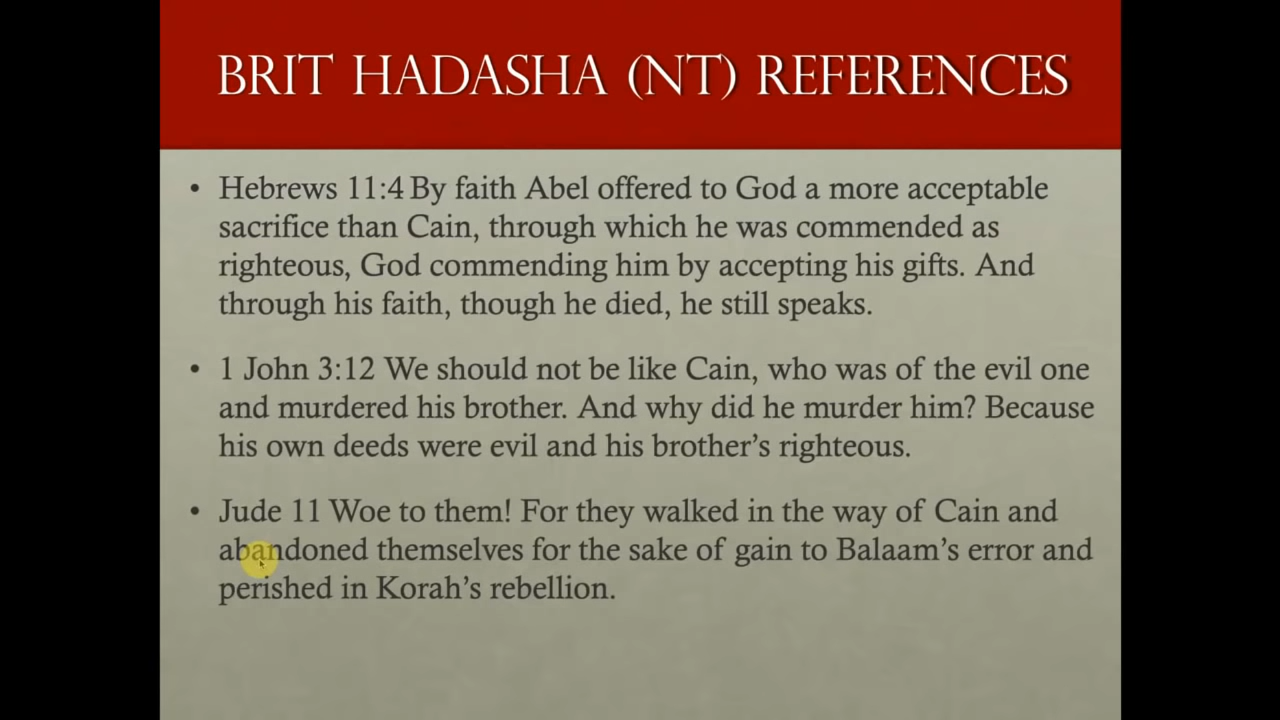 BRIT HADASHA (NT) REFERENCES
• Hebrews 11:4 By faith Abel offered to God a more acceptable
sacrifice than Cain, through which he was commended as
righteous, God commending him by accepting his gifts. And
through his faith, though he died, he still speaks.
• 1 John 3:12 We should not be like Cain, who was of the evil one
and murdered his brother. And why did he murder him? Because
his own deeds were evil and his brother’s righteous.
• Jude 11 Woe to them! For they walked in the way of Cain and
abandoned themselves for the sake of gain to Balaam’s error and
perished in Korah’s rebellion.